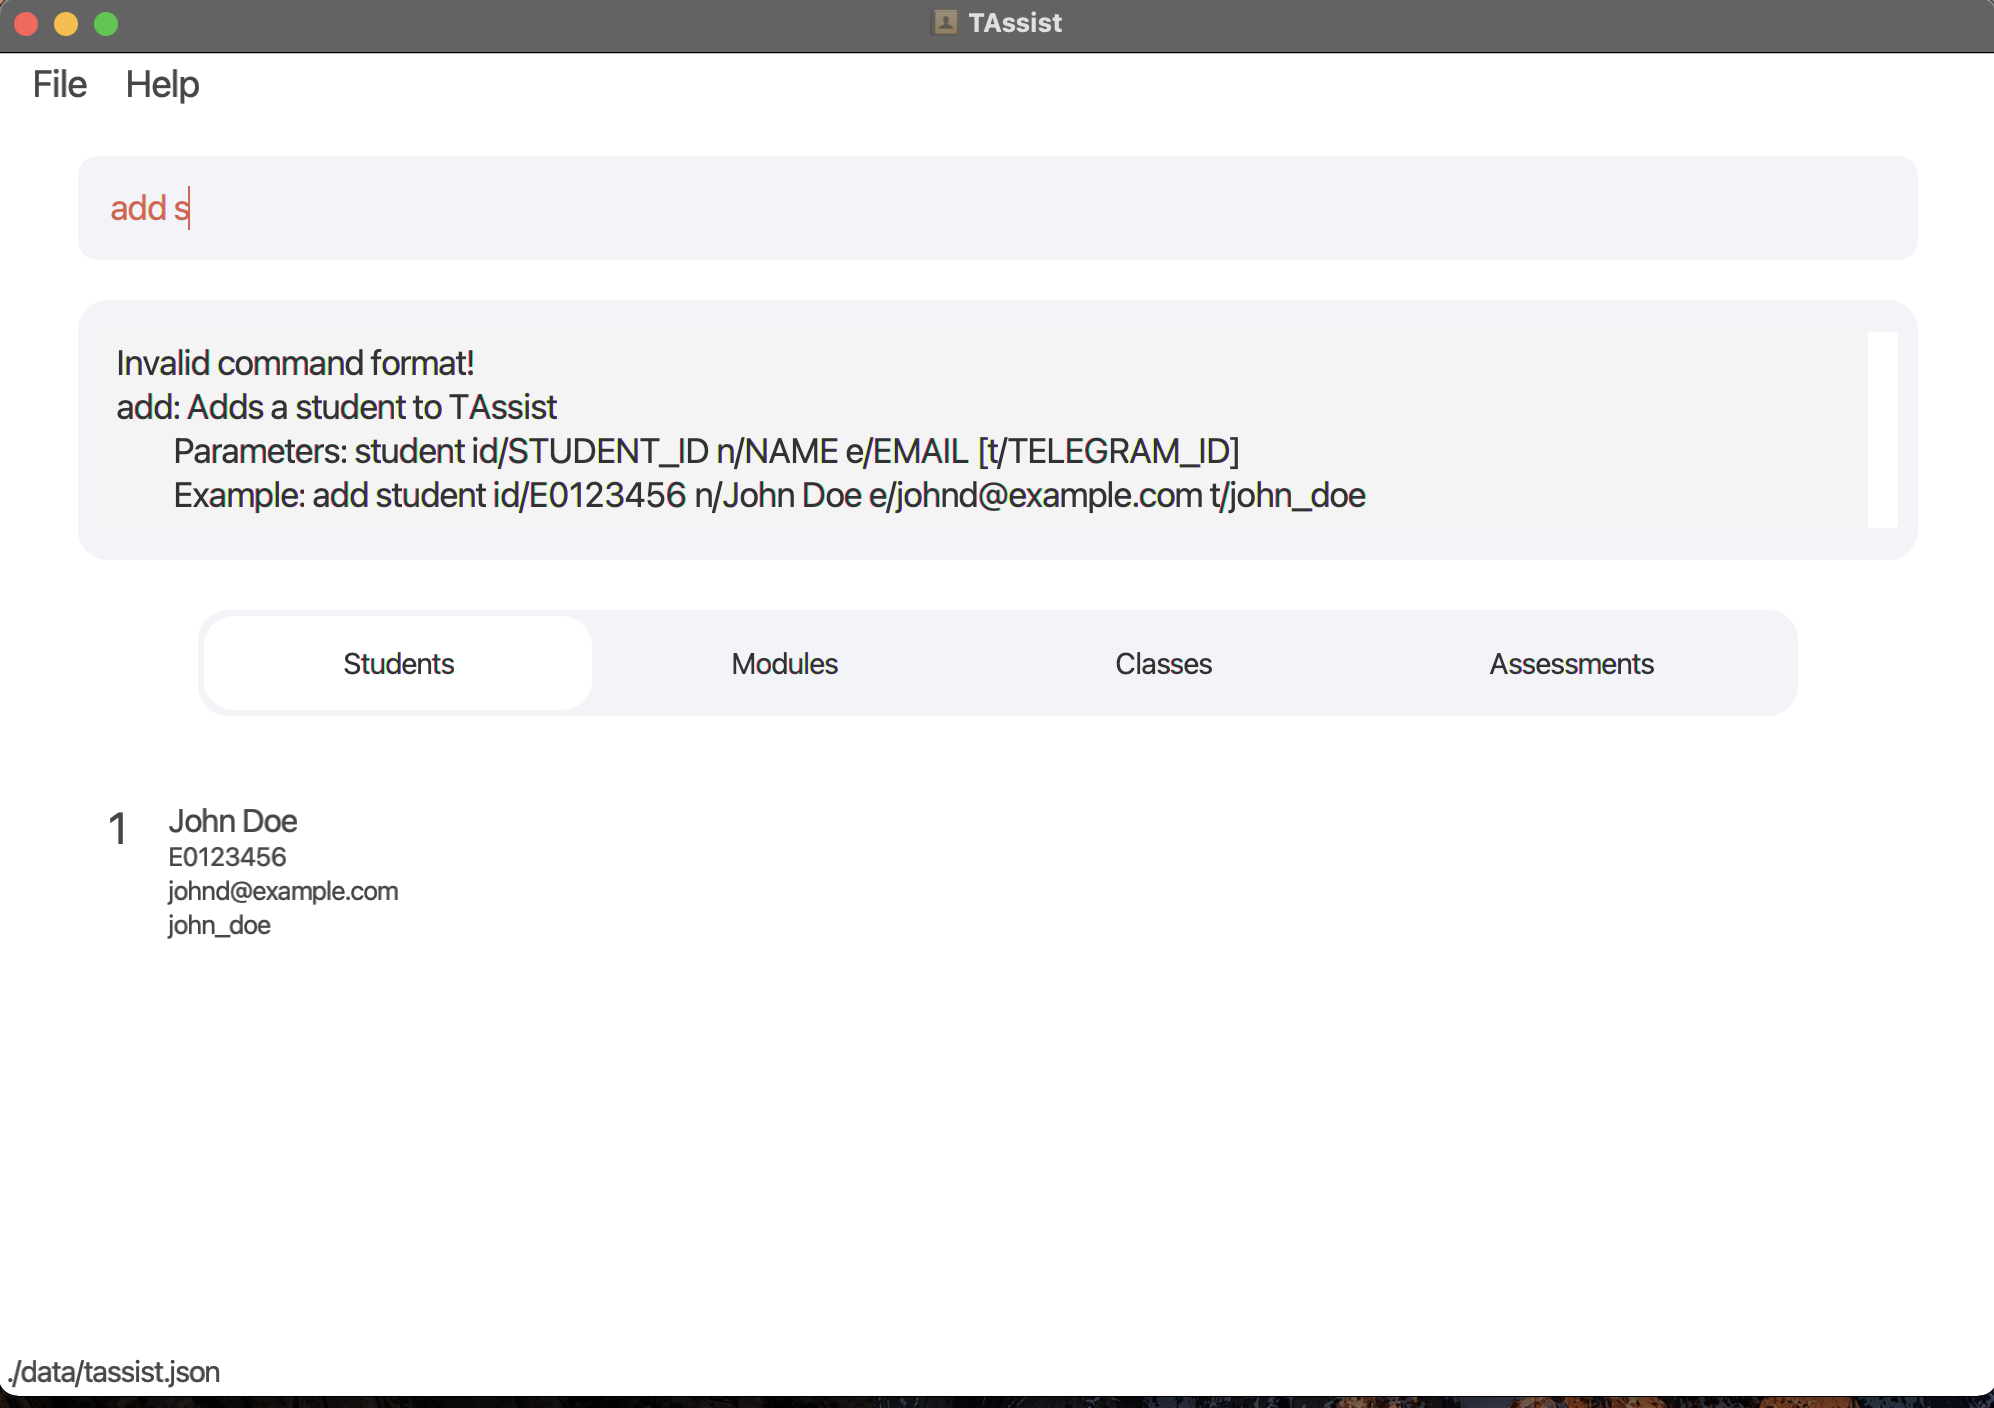 TAssist
File Help
add s
Invalid command format!
add: Adds a student to TAssist
Parameters: student id/STUDENT_ID n/NAME e/EMAIL [t/TELEGRAM_ID]
Example: add student id/E0123456 n/John Doe e/johnd@example.com t/john_doe
Students Modules Classes Assessments
1 John Doe
E0123456
johnd@example.com
john_doe
./data/tassist.json